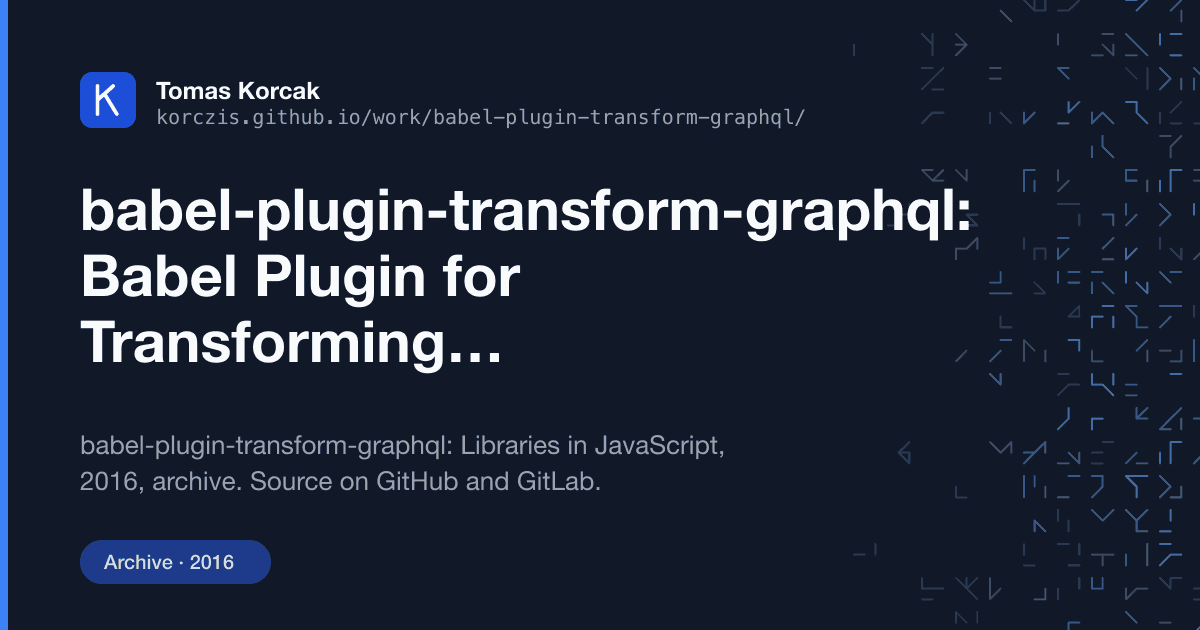 K
Tomas Korcak
korczis.github.io/work/babel-plugin-transform-graphql/
babel-plugin-transform-graphql:
Babel Plugin for
Transforming…
babel-plugin-transform-graphql: Libraries in JavaScript,
2016, archive. Source on GitHub and GitLab.
Archive · 2016